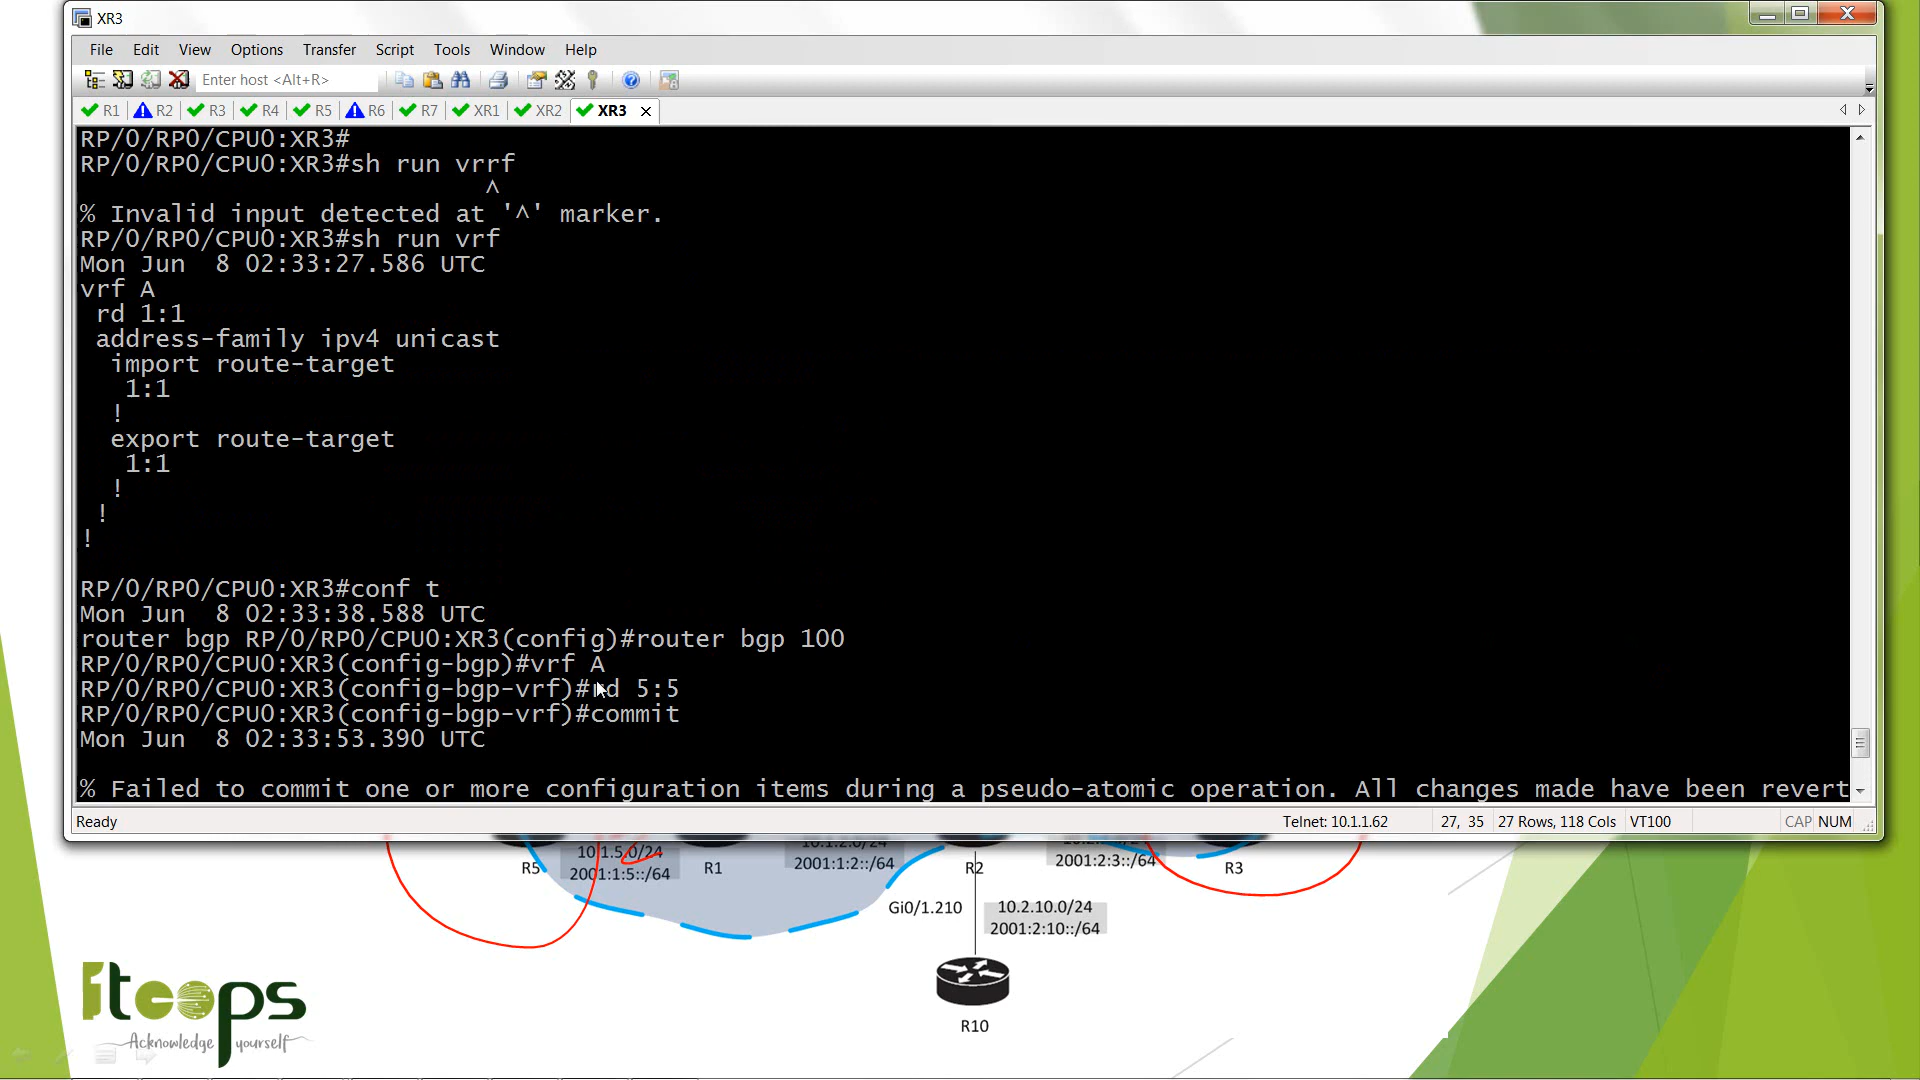 XR3
File Edit View Options Transfer Script Tools Window Help
Enter host <Alt+R>
R1 R2 R3 R4 R5 R6 R7 XR1 XR2 XR3
RP/0/RP0/CPU0:XR3#
RP/0/RP0/CPU0:XR3#sh run vrrf
^
% Invalid input detected at '^' marker.
RP/0/RP0/CPU0:XR3#sh run vrf
Mon Jun  8 02:33:27.586 UTC
vrf A
rd 1:1
address-family ipv4 unicast
import route-target
1:1
!
export route-target
1:1
!
!
!
RP/0/RP0/CPU0:XR3#conf t
Mon Jun  8 02:33:38.588 UTC
router bgp RP/0/RP0/CPU0:XR3(config)#router bgp 100
RP/0/RP0/CPU0:XR3(config-bgp)#vrf A
RP/0/RP0/CPU0:XR3(config-bgp-vrf)#rd 5:5
RP/0/RP0/CPU0:XR3(config-bgp-vrf)#commit
Mon Jun  8 02:33:53.390 UTC
% Failed to commit one or more configuration items during a pseudo-atomic operation. All changes made have been revert
Ready Telnet: 10.1.1.62 27, 35 27 Rows, 118 Cols VT100 CAP NUM
10.1.5.0/24
2001:1:5::/64
10.1.2.0/24
2001:1:2::/64
2001:2:3::/64
R5 R1 R2 R3
Gi0/1.210
10.2.10.0/24
2001:2:10::/64
R10
itcops
Acknowledge yourself